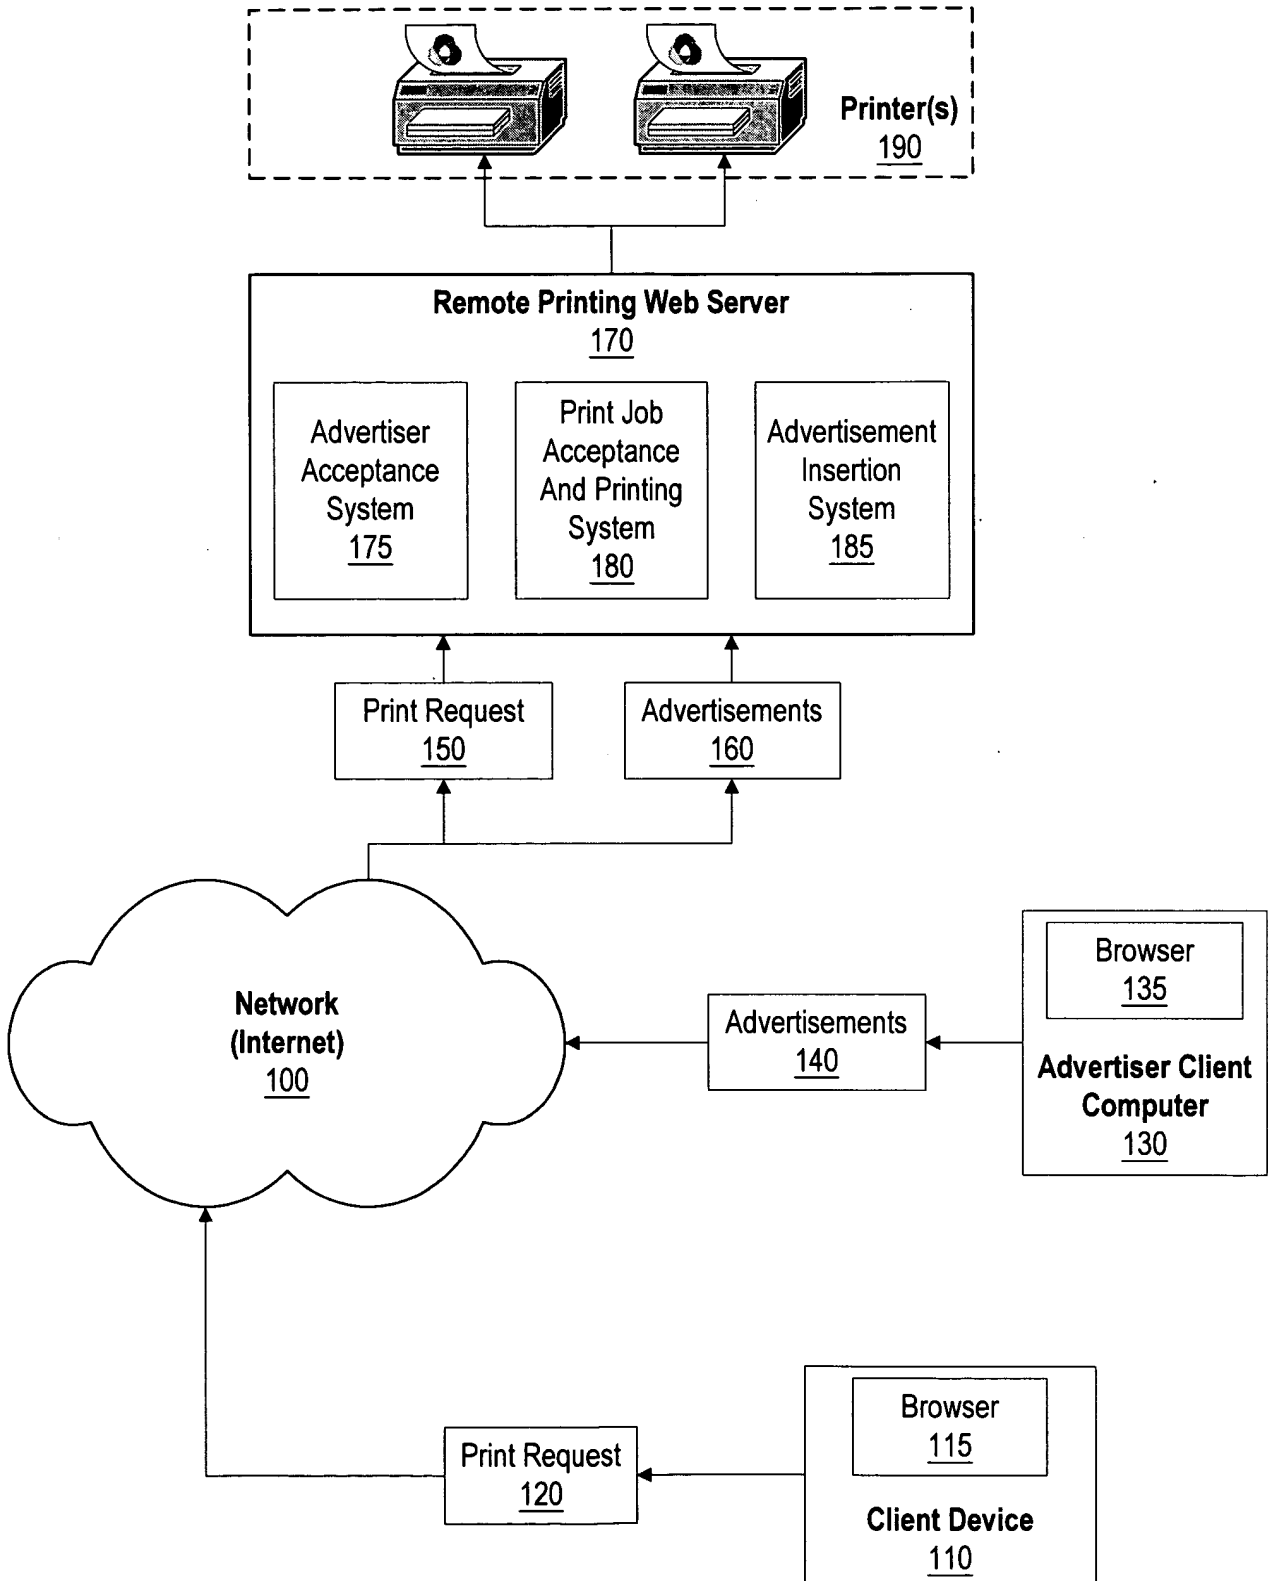 Printer(s)
190
Remote Printing Web Server
170
Advertiser
Acceptance
System
175
Print Job
Acceptance
And Printing
System
180
Advertisement
Insertion
System
185
Print Request
150
Advertisements
160
Network
(Internet)
100
Advertisements
140
Browser
135
Advertiser Client
Computer
130
Print Request
120
Browser
115
Client Device
110